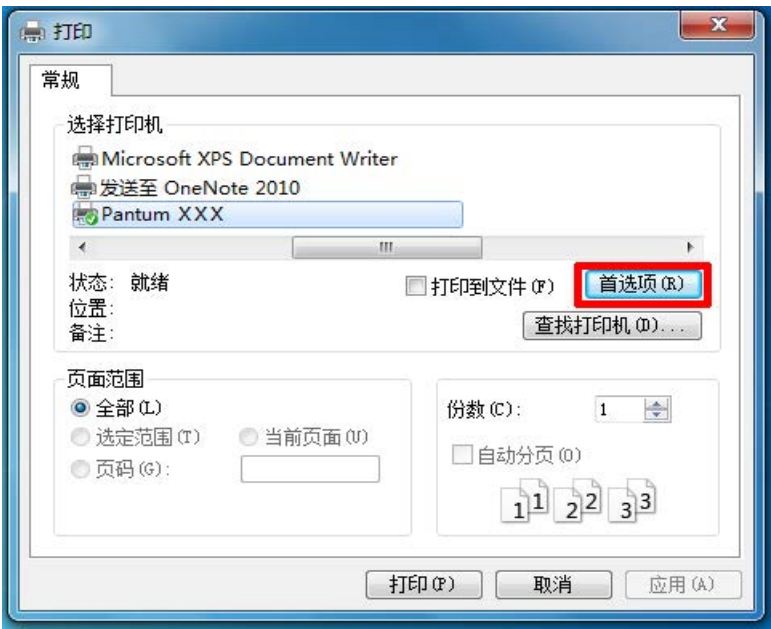 打印
常规
选择打印机
Microsoft XPS Document Writer
发送至 OneNote 2010
Pantum XXX
状态: 就绪
打印到文件(F) 首选项(R)
位置:
备注:
查找打印机(D)...
页面范围
全部(L)
选定范围(T) 当前页面(U)
页码(G):
份数(C): 1
自动分页(O)
1 1 2 2 3 3
打印(P) 取消 应用(A)